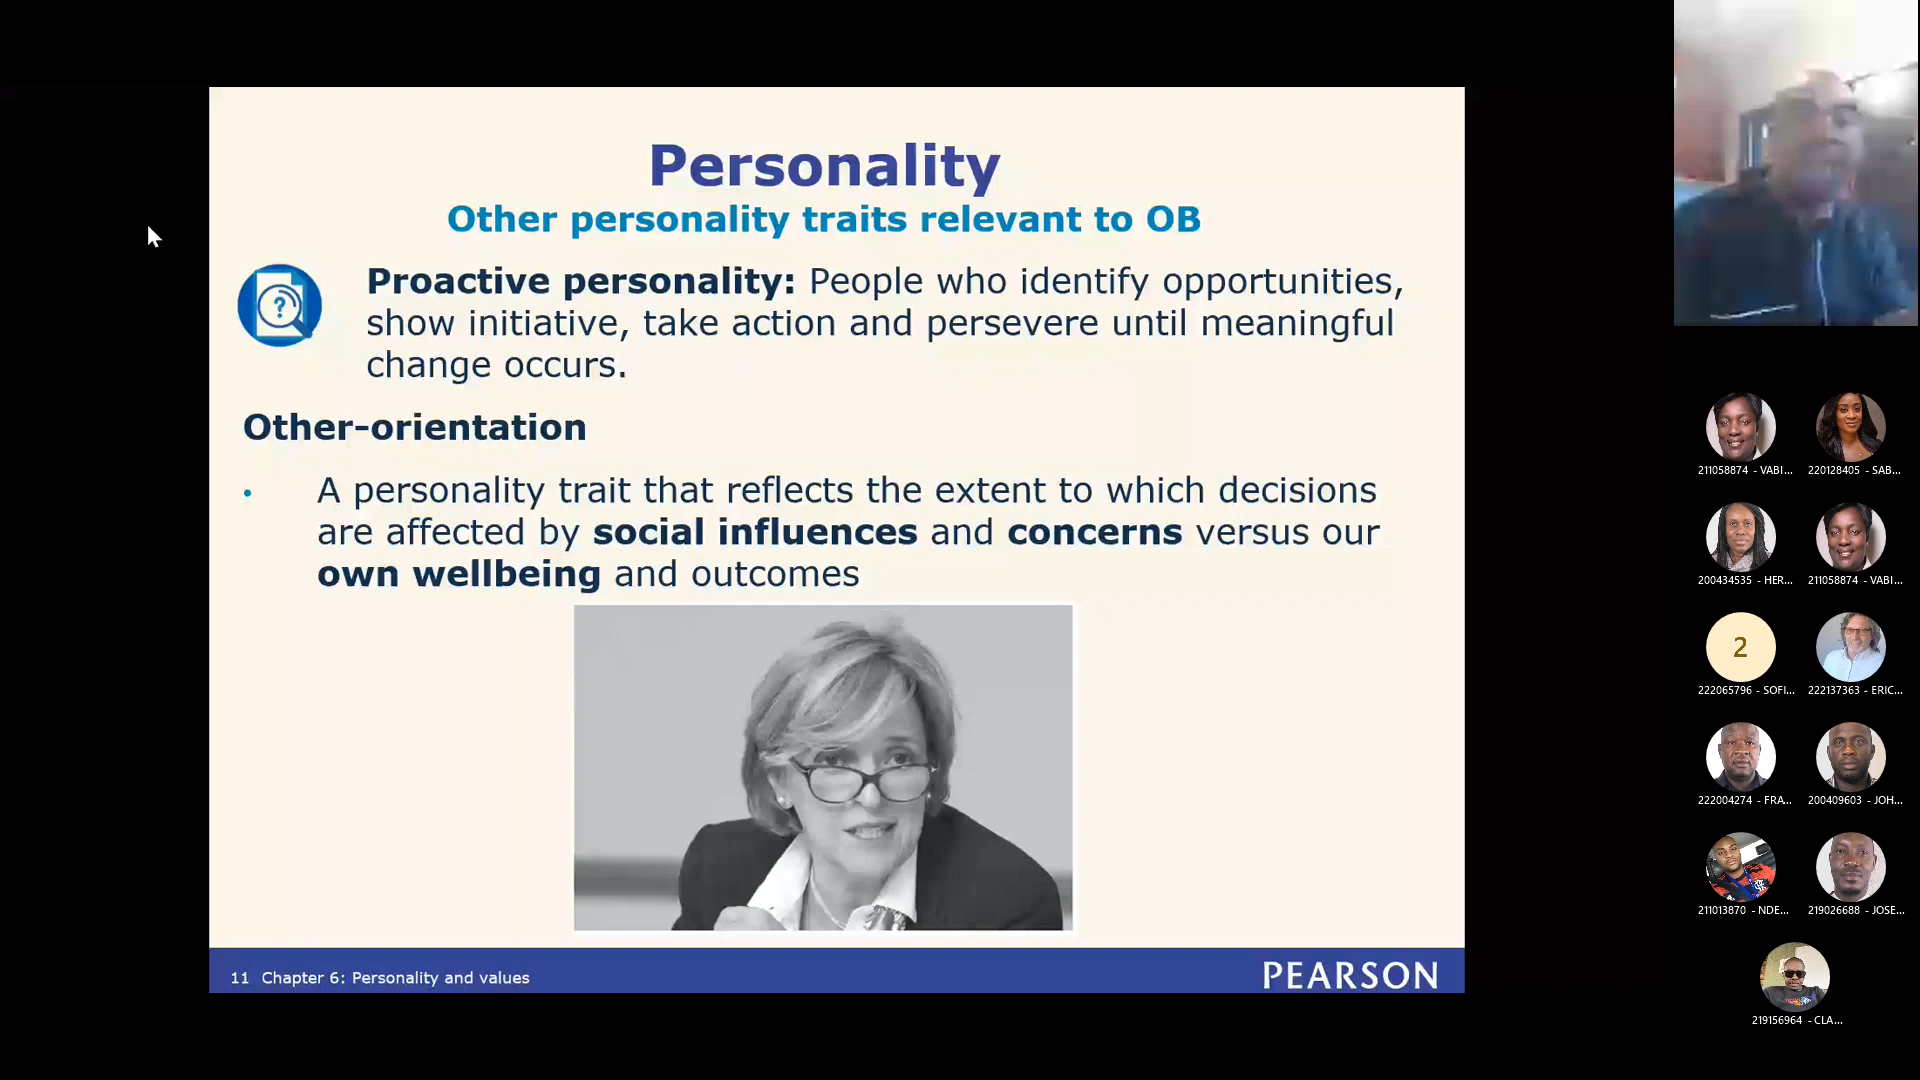 Personality
Other personality traits relevant to OB
Proactive personality: People who identify opportunities,
show initiative, take action and persevere until meaningful
change occurs.
Other-orientation
• A personality trait that reflects the extent to which decisions
are affected by social influences and concerns versus our
own wellbeing and outcomes
11 Chapter 6: Personality and values
PEARSON
211058874 - VABI...
220128405 - SAB...
200434535 - HER...
211058874 - VABI...
2
222065796 - SOFI...
222137363 - ERIC...
222004274 - FRA...
200409603 - JOH...
211013870 - NDE...
219026688 - JOSE...
219156964 - CLA...